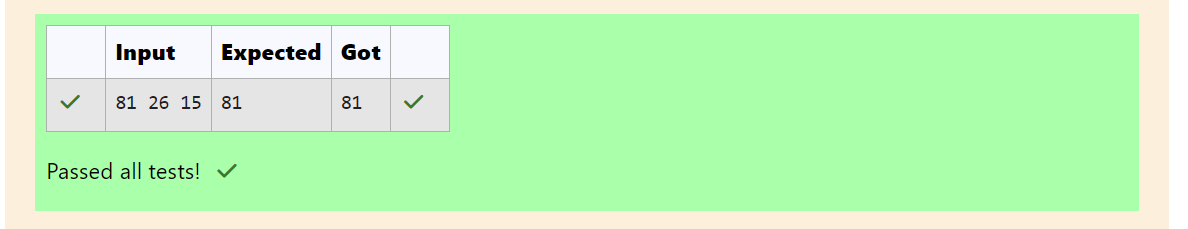 Input Expected Got
81 26 15 81 81
Passed all tests!